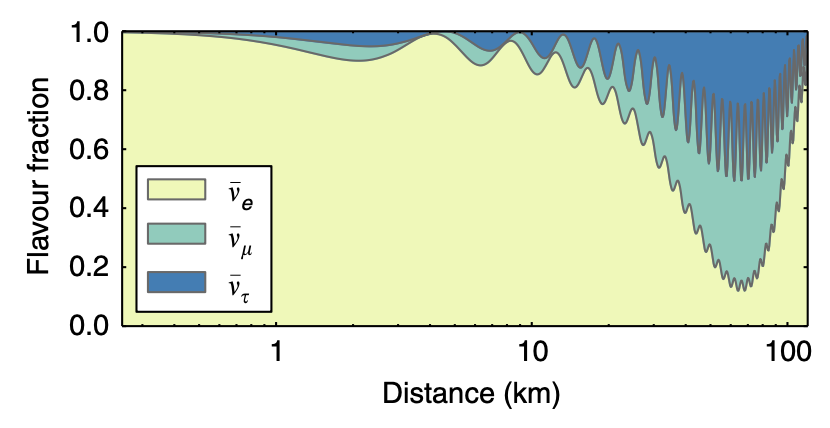 1.0
0.8
0.6
0.4
0.2
0.0
Flavour fraction
ν̄e
ν̄μ
ν̄τ
1 10 100
Distance (km)